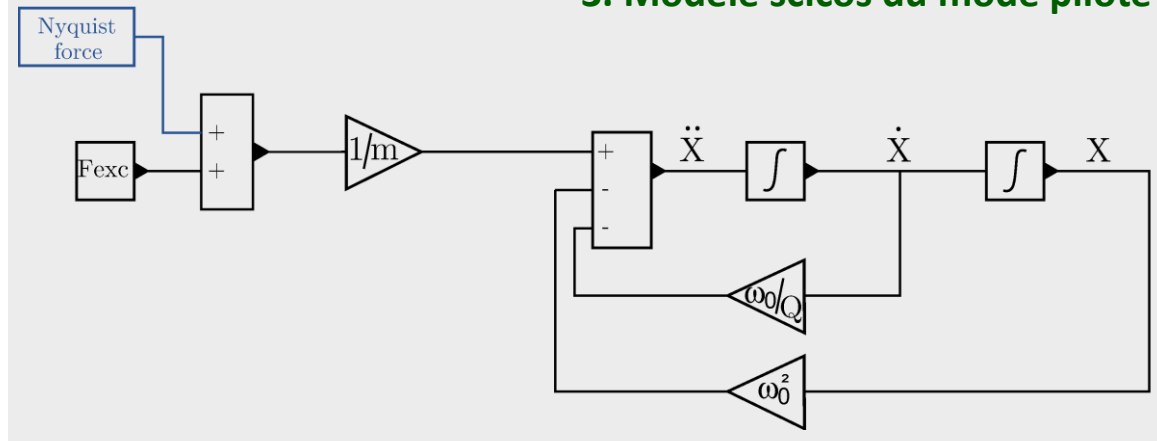 3. Modèle scicos du mode pilote
Nyquist
force
+
+
Fexc
1/m
+
-
-
Ẍ
∫
Ẋ
∫
X
ω₀/Q
ω₀²